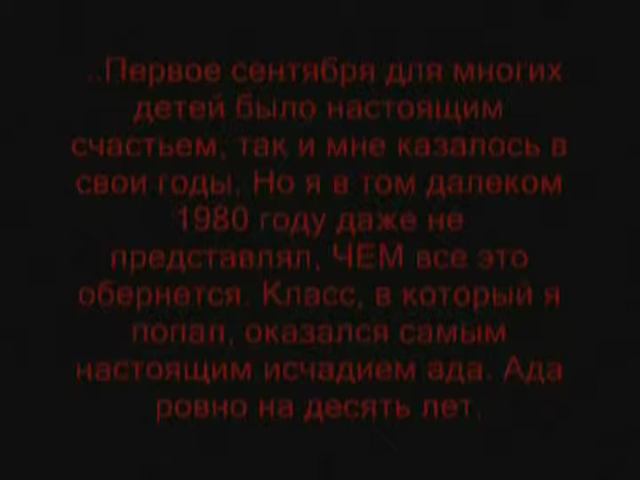 ..Первое сентября для многих
детей было настоящим
счастьем, так и мне казалось в
свои годы. Но я в том далеком
1980 году даже не
представлял, ЧЕМ все это
обернется. Класс, в который я
попал, оказался самым
настоящим исчадием ада. Ада
ровно на десять лет.